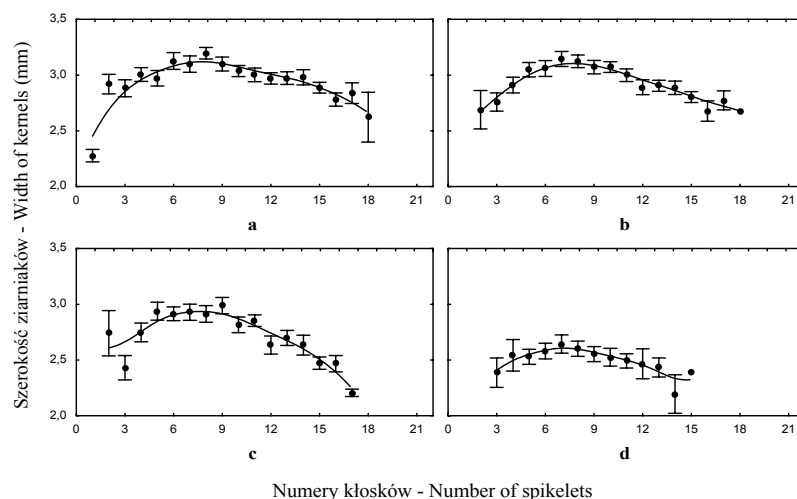 3,5
3,0
2,5
2,0
0 3 6 9 12 15 18 21
a
0 3 6 9 12 15 18 21
b
3,5
3,0
2,5
2,0
0 3 6 9 12 15 18 21
c
0 3 6 9 12 15 18 21
d
Szerokość ziarniaków - Width of kernels (mm)
Numery kłosków - Number of spikelets